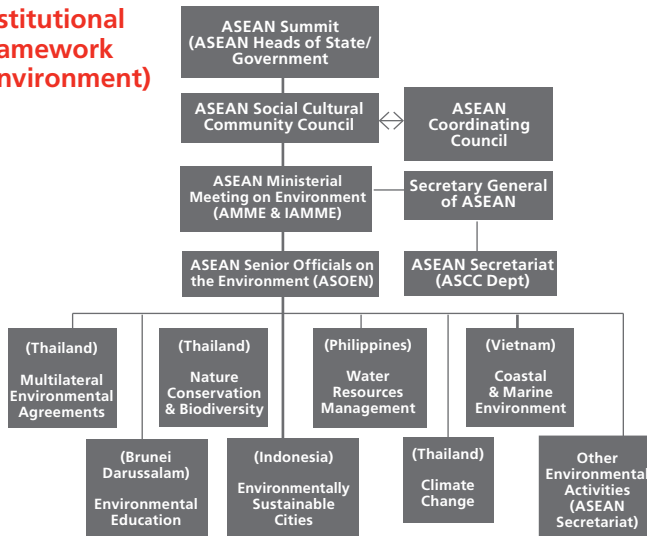 stitutional
amework
nvironment)
ASEAN Summit
(ASEAN Heads of State/
Government
ASEAN Social Cultural
Community Council
ASEAN
Coordinating
Council
ASEAN Ministerial
Meeting on Environment
(AMME & IAMME)
Secretary General
of ASEAN
ASEAN Senior Officials on
the Environment (ASOEN)
ASEAN Secretariat
(ASCC Dept)
(Thailand)
Multilateral
Environmental
Agreements
(Thailand)
Nature
Conservation
& Biodiversity
(Philippines)
Water
Resources
Management
(Vietnam)
Coastal
& Marine
Environment
(Brunei
Darussalam)
Environmental
Education
(Indonesia)
Environmentally
Sustainable
Cities
(Thailand)
Climate
Change
Other
Environmental
Activities
(ASEAN
Secretariat)